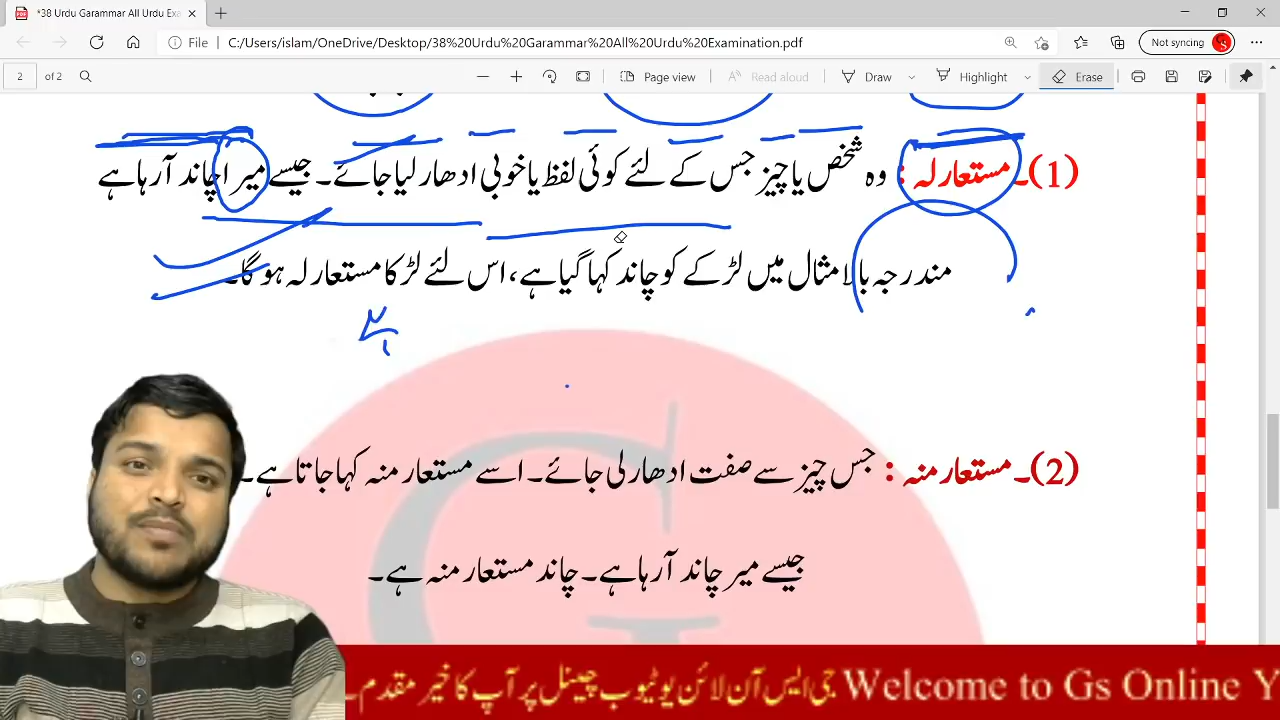 *38 Urdu Garammar All Urdu Exa
File C:/Users/islam/OneDrive/Desktop/38%20Urdu%20Garammar%20All%20Urdu%20Examination.pdf Not syncing Gs
2 of 2 Page view Read aloud Draw Highlight Erase
(1)۔ مستعار لہ : وہ شخص یا چیز جس کے لئے کوئی لفظ یا خوبی ادھار لیا جائے۔ جیسے میرا چاند آرہا ہے
مندرجہ بالا مثال میں لڑکے کو چاند کہا گیا ہے، اس لئے لڑکا مستعار لہ ہوگا۔
(2)۔ مستعار منہ : جس چیز سے صفت ادھار لی جائے۔ اسے مستعار منہ کہا جاتا ہے۔
جیسے میر چاند آرہا ہے۔ چاند مستعار منہ ہے۔
جی ایس آن لائن یوٹیوب چینل پر آپ کا خیر مقدم۔ Welcome to Gs Online Y